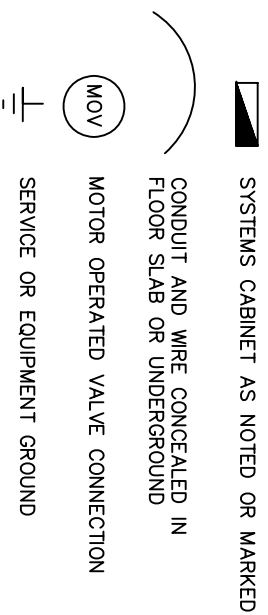 SYSTEMS CABINET AS NOTED OR MARKED
CONDUIT AND WIRE CONCEALED IN
FLOOR SLAB OR UNDERGROUND
MOV
MOTOR OPERATED VALVE CONNECTION
SERVICE OR EQUIPMENT GROUND